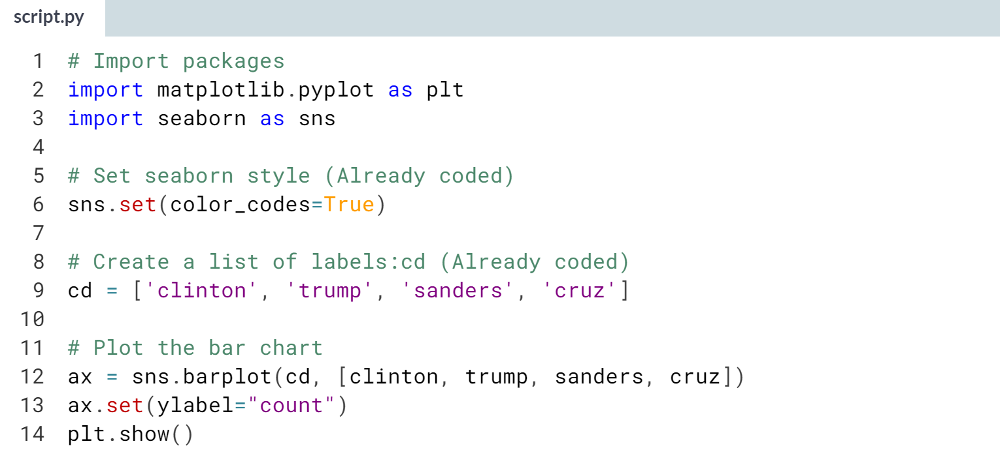 script.py
1 # Import packages
2 import matplotlib.pyplot as plt
3 import seaborn as sns
4
5 # Set seaborn style (Already coded)
6 sns.set(color_codes=True)
7
8 # Create a list of labels:cd (Already coded)
9 cd = ['clinton', 'trump', 'sanders', 'cruz']
10
11 # Plot the bar chart
12 ax = sns.barplot(cd, [clinton, trump, sanders, cruz])
13 ax.set(ylabel="count")
14 plt.show()